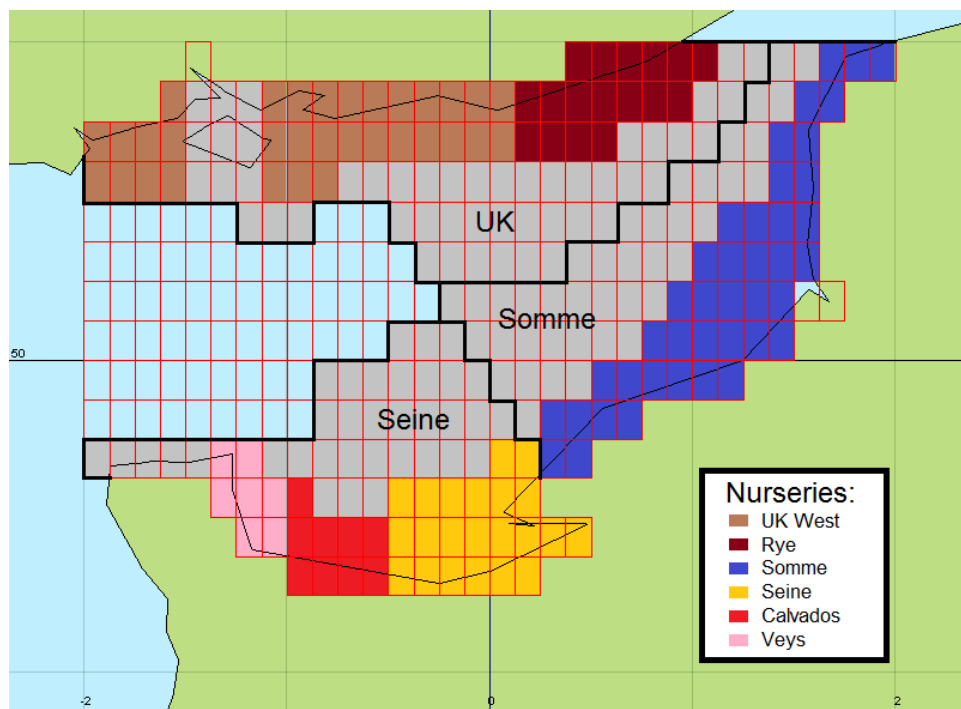 UK
Somme
50
Seine
Nurseries:
UK West
Rye
Somme
Seine
Calvados
Veys
-2
0
2